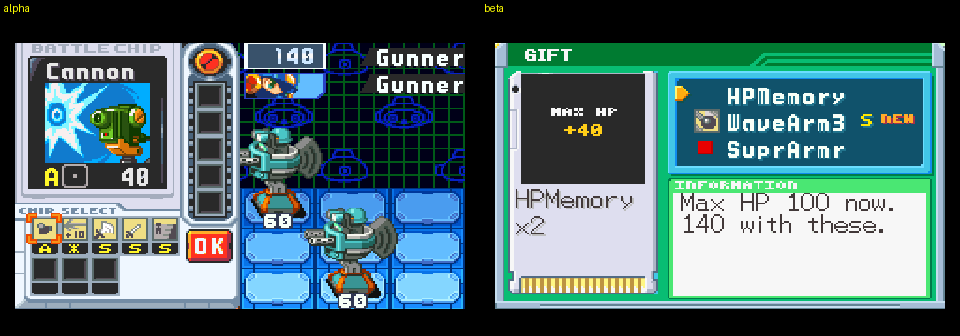 alpha
beta
BATTLE CHIP
Cannon
A 40
CHIP SELECT
A * S S S
+10
OK
140
Gunner
Gunner
60
60
GIFT
MAX HP
+40
HPMemory
x2
HPMemory
WaveArm3 S NEW
SuprArmr
INFORMATION
Max HP 100 now.
140 with these.